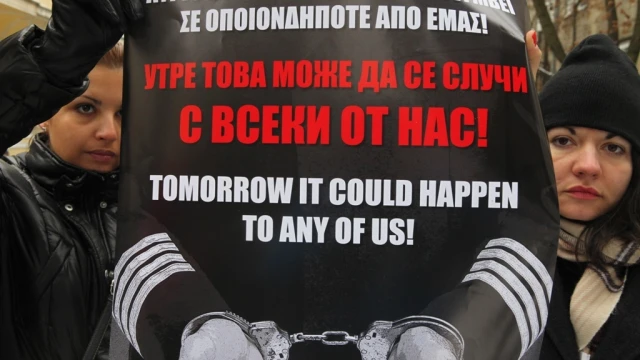 ΣΕ ΟΠΟΙΟΝΔΗΠΟΤΕ ΑΠΟ ΕΜΑΣ!
УТРЕ ТОВА МОЖЕ ДА СЕ СЛУЧИ
С ВСЕКИ ОТ НАС!
TOMORROW IT COULD HAPPEN
TO ANY OF US!